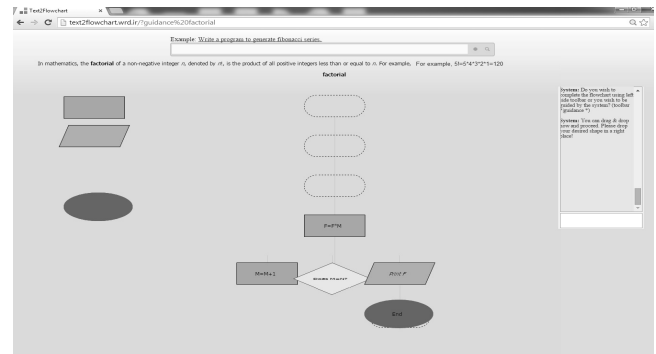 Text2Flowchart
text2flowchart.wrd.ir/?guidance%20factorial
Example: Write a program to generate fibonacci series.
In mathematics, the factorial of a non-negative integer n, denoted by n!, is the product of all positive integers less than or equal to n. For example, For example, 5!=5*4*3*2*1=120
factorial
System: Do you wish to
complete the flowchart using left
side toolbar or you wish to be
guided by the system? (toolbar
*guidance *)
System: You can drag & drop
now and proceed. Please drop
your desired shape in a right
place!
F=F*M
M=M+1
Print F
End